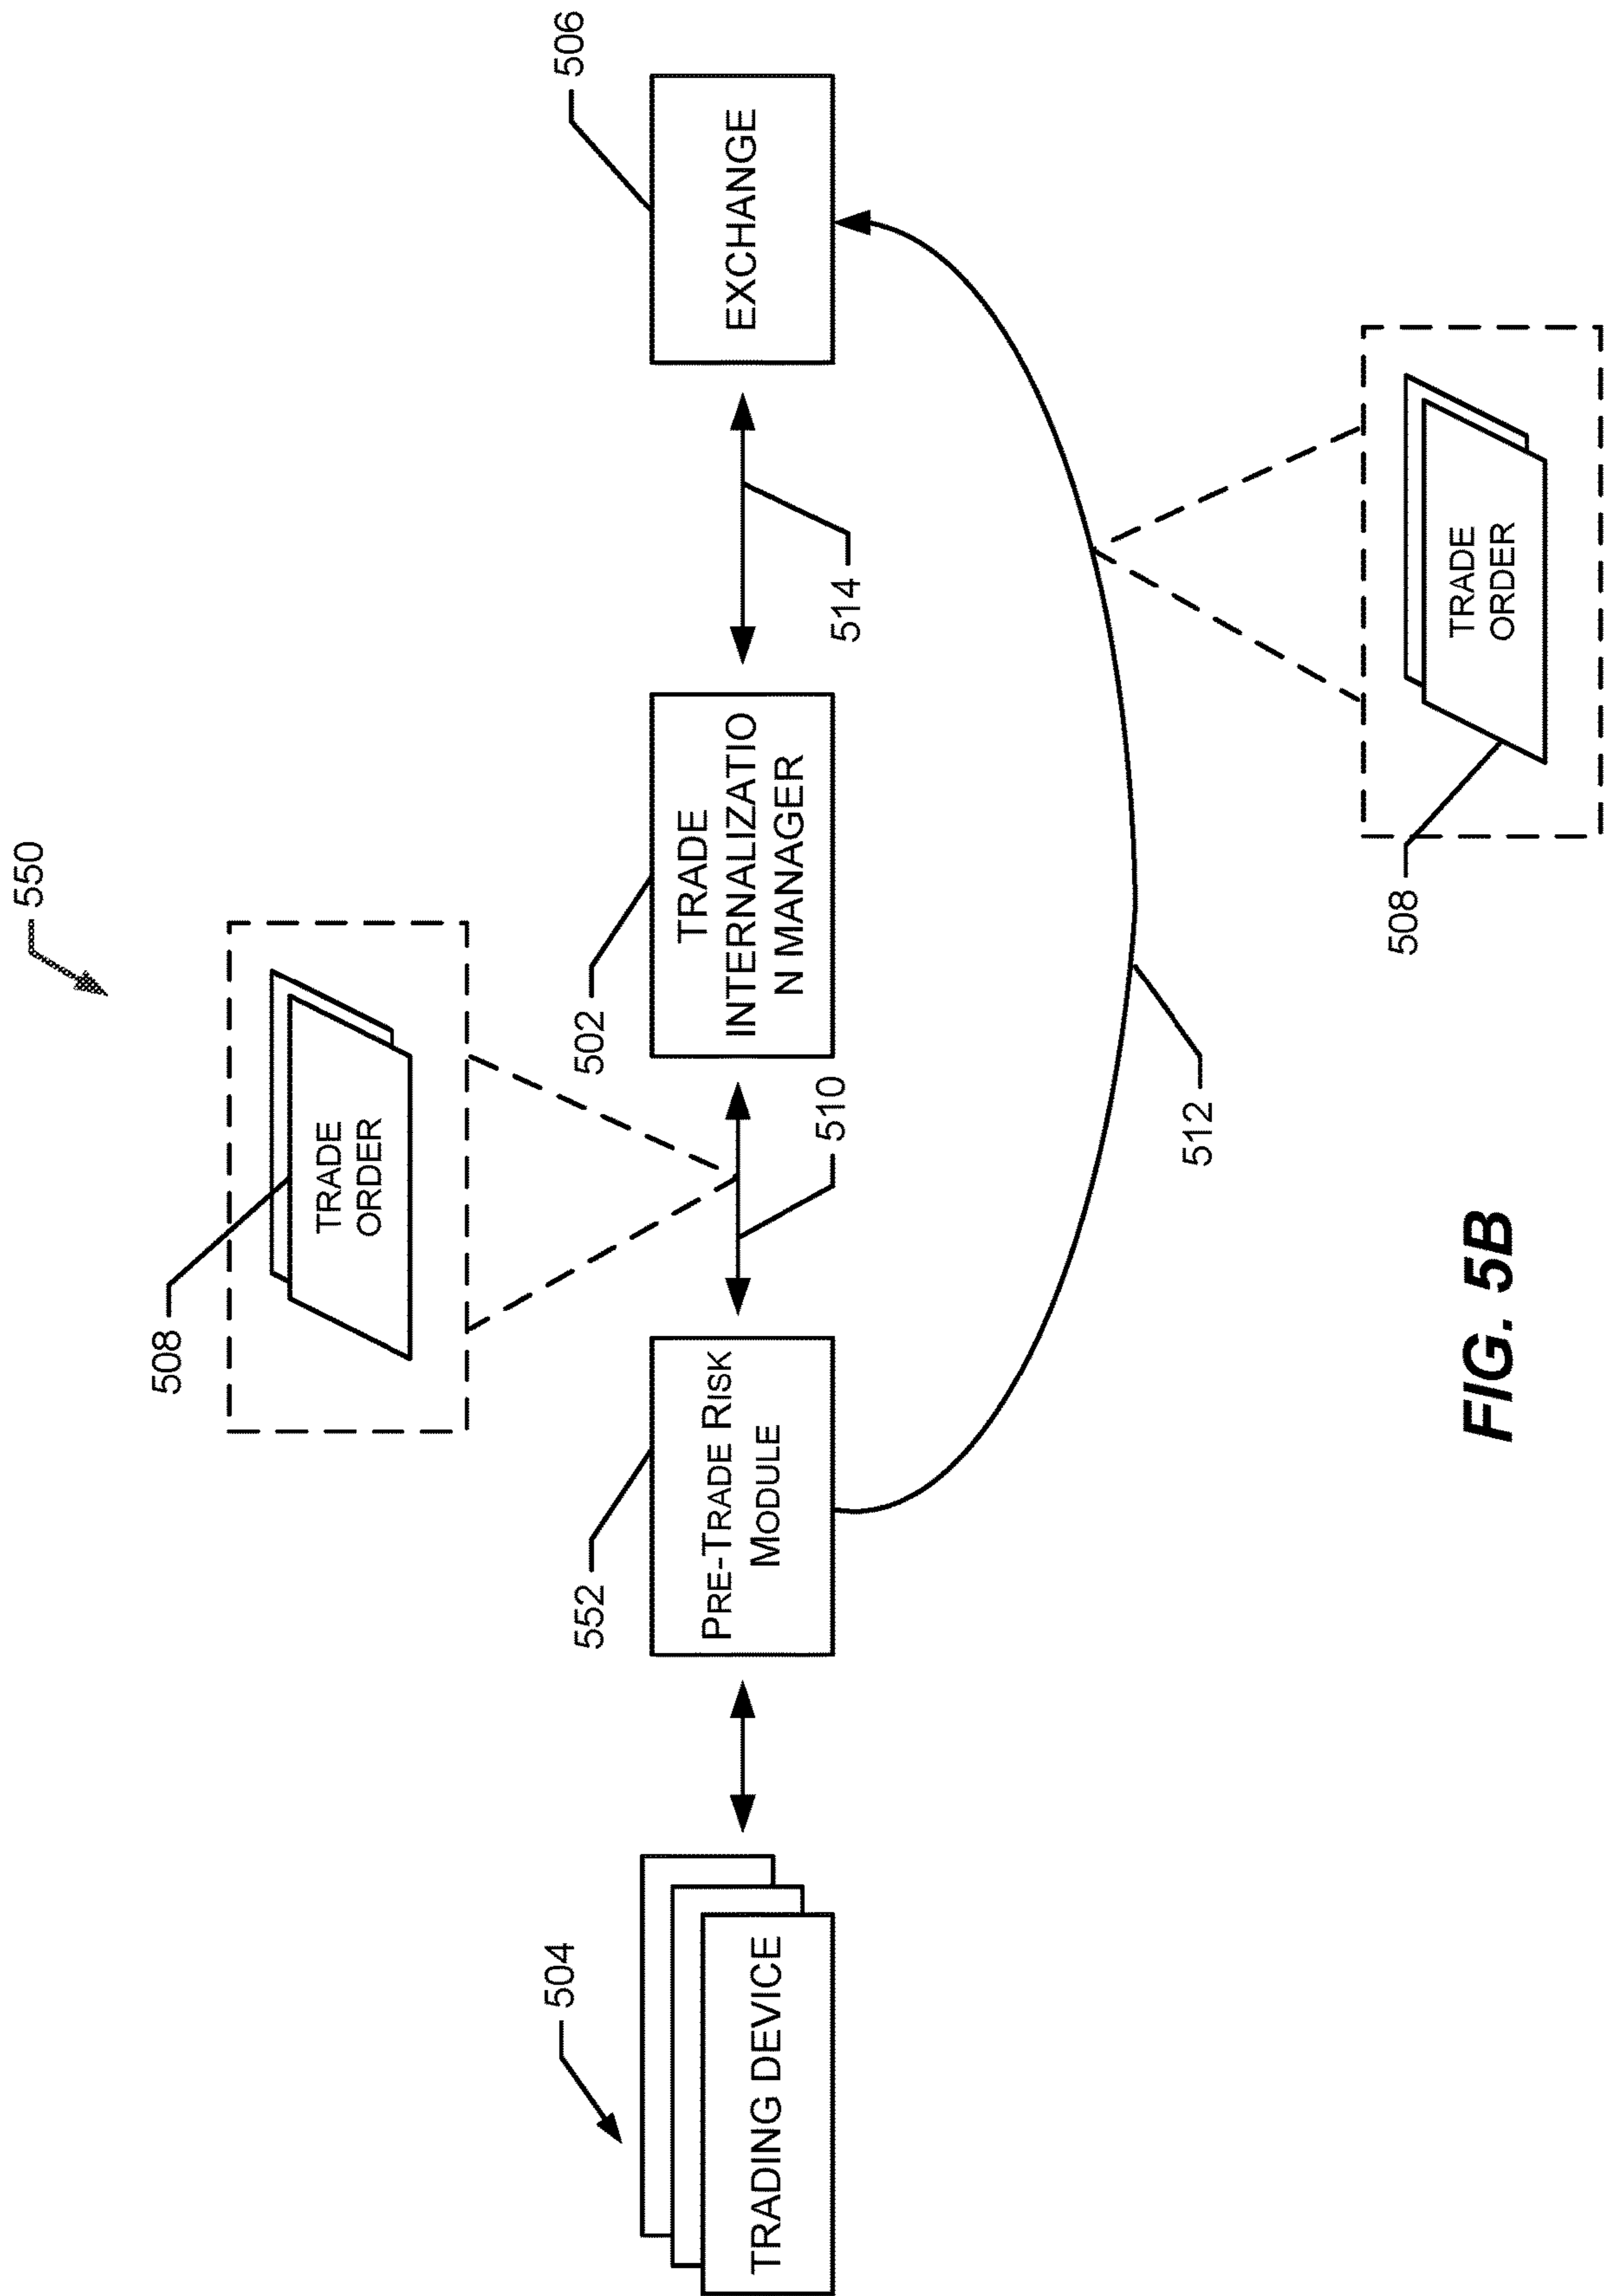 550
508
TRADE
ORDER
504
552
502
506
TRADING DEVICE
PRE-TRADE RISK
MODULE
TRADE
INTERNALIZATIO
N MANAGER
EXCHANGE
510
514
512
508
TRADE
ORDER
FIG. 5B